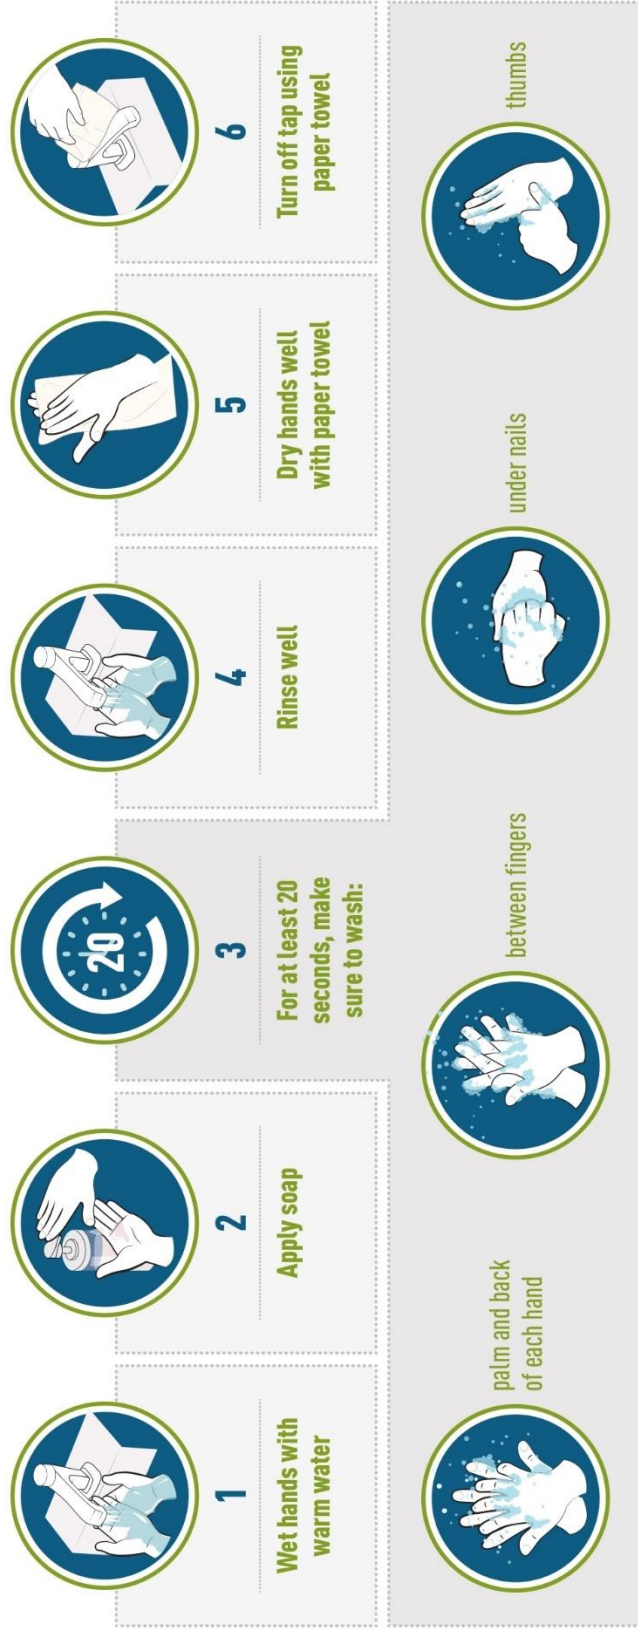 1
Wet hands with
warm water
2
Apply soap
20
3
For at least 20
seconds, make
sure to wash:
palm and back
of each hand
between fingers
under nails
thumbs
4
Rinse well
5
Dry hands well
with paper towel
6
Turn off tap using
paper towel